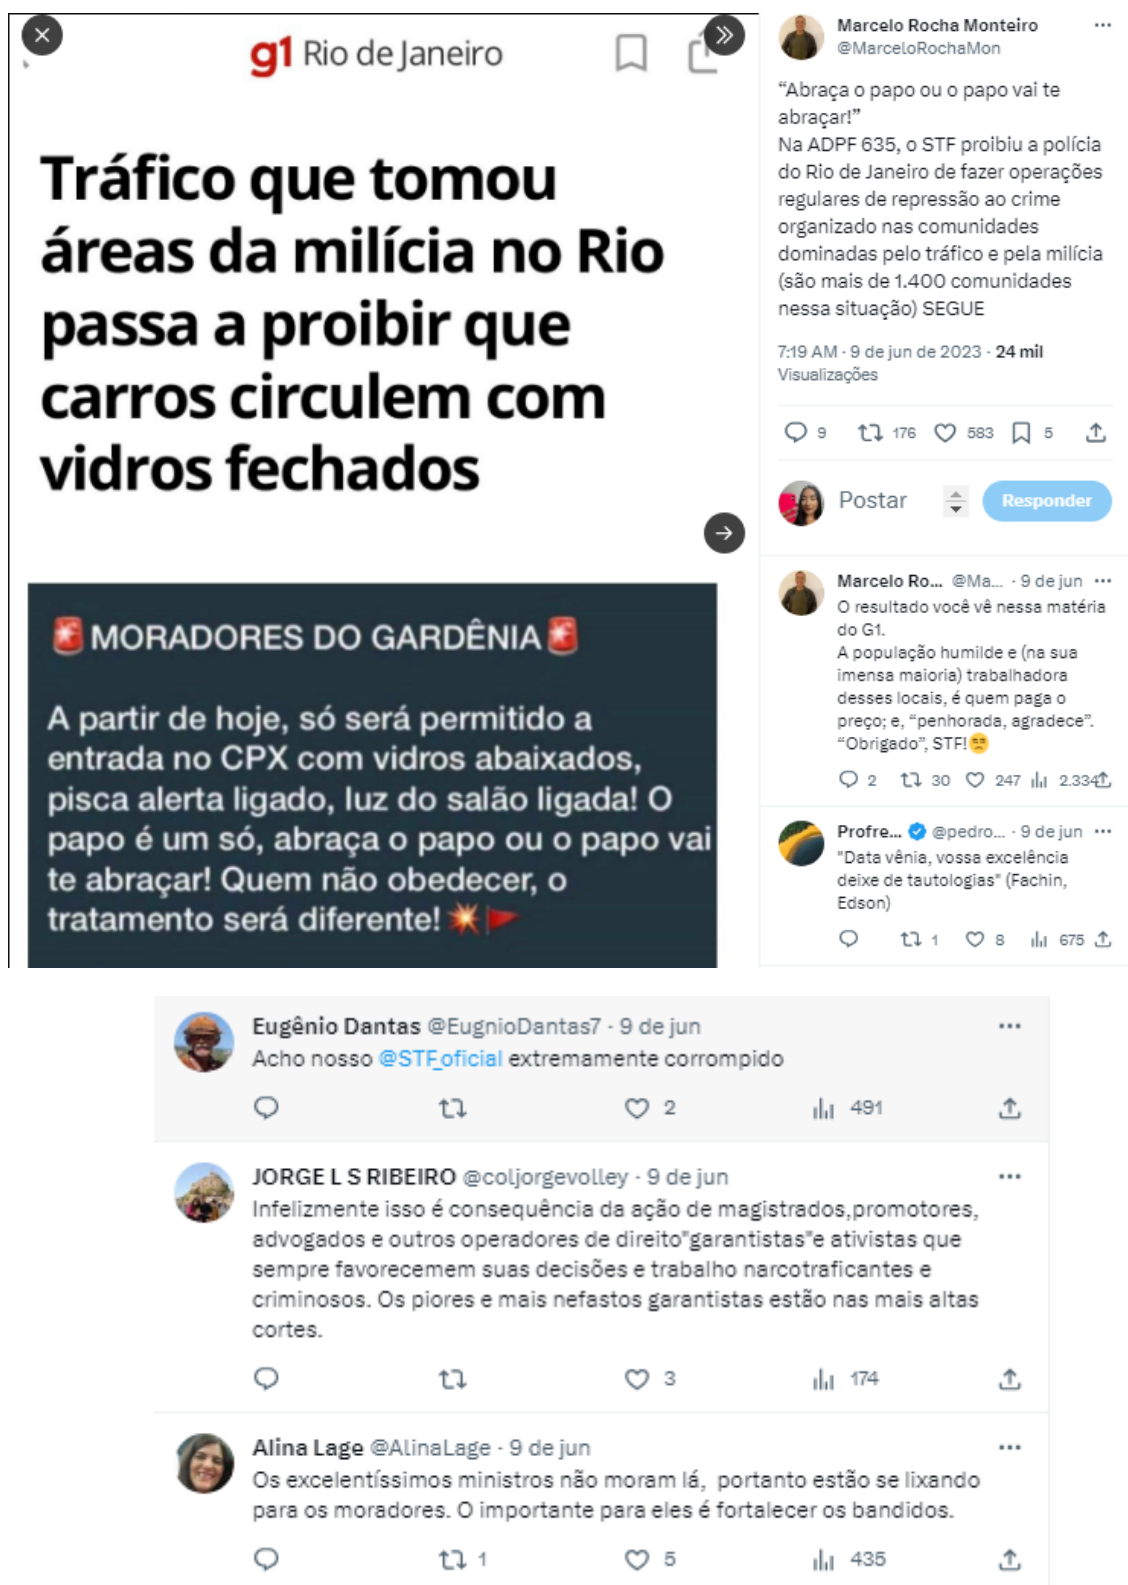 g1 Rio de Janeiro
Tráfico que tomou
áreas da milícia no Rio
passa a proibir que
carros circulem com
vidros fechados
MORADORES DO GARDÊNIA
A partir de hoje, só será permitido a
entrada no CPX com vidros abaixados,
pisca alerta ligado, luz do salão ligada! O
papo é um só, abraça o papo ou o papo vai
te abraçar! Quem não obedecer, o
tratamento será diferente!
Marcelo Rocha Monteiro
@MarceloRochaMon
“Abraça o papo ou o papo vai te
abraçar!”
Na ADPF 635, o STF proibiu a polícia
do Rio de Janeiro de fazer operações
regulares de repressão ao crime
organizado nas comunidades
dominadas pelo tráfico e pela milícia
(são mais de 1.400 comunidades
nessa situação) SEGUE
7:19 AM · 9 de jun de 2023 · 24 mil
Visualizações
9 176 583 5
Postar Responder
Marcelo Ro... @Ma... · 9 de jun
O resultado você vê nessa matéria
do G1.
A população humilde e (na sua
imensa maioria) trabalhadora
desses locais, é quem paga o
preço; e, “penhorada, agradece”.
“Obrigado”, STF!
2 30 247 2.334
Profre... @pedro... · 9 de jun
"Data vênia, vossa excelência
deixe de tautologias" (Fachin,
Edson)
1 8 675
Eugênio Dantas @EugnioDantas7 · 9 de jun
Acho nosso @STF_oficial extremamente corrompido
2 491
JORGE L S RIBEIRO @coljorgevolley · 9 de jun
Infelizmente isso é consequência da ação de magistrados,promotores,
advogados e outros operadores de direito"garantistas"e ativistas que
sempre favorecemem suas decisões e trabalho narcotraficantes e
criminosos. Os piores e mais nefastos garantistas estão nas mais altas
cortes.
3 174
Alina Lage @AlinaLage · 9 de jun
Os excelentíssimos ministros não moram lá, portanto estão se lixando
para os moradores. O importante para eles é fortalecer os bandidos.
1 5 435